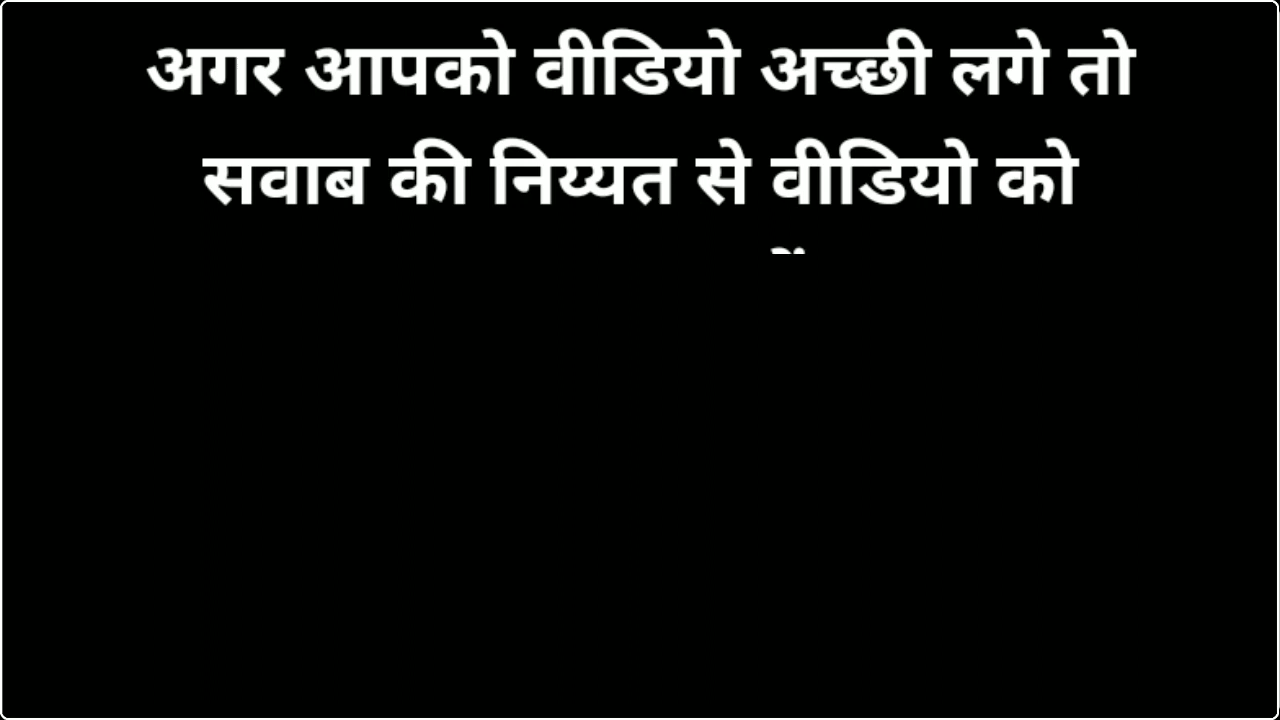 अगर आपको वीडियो अच्छी लगे तो
सवाब की निय्यत से वीडियो को